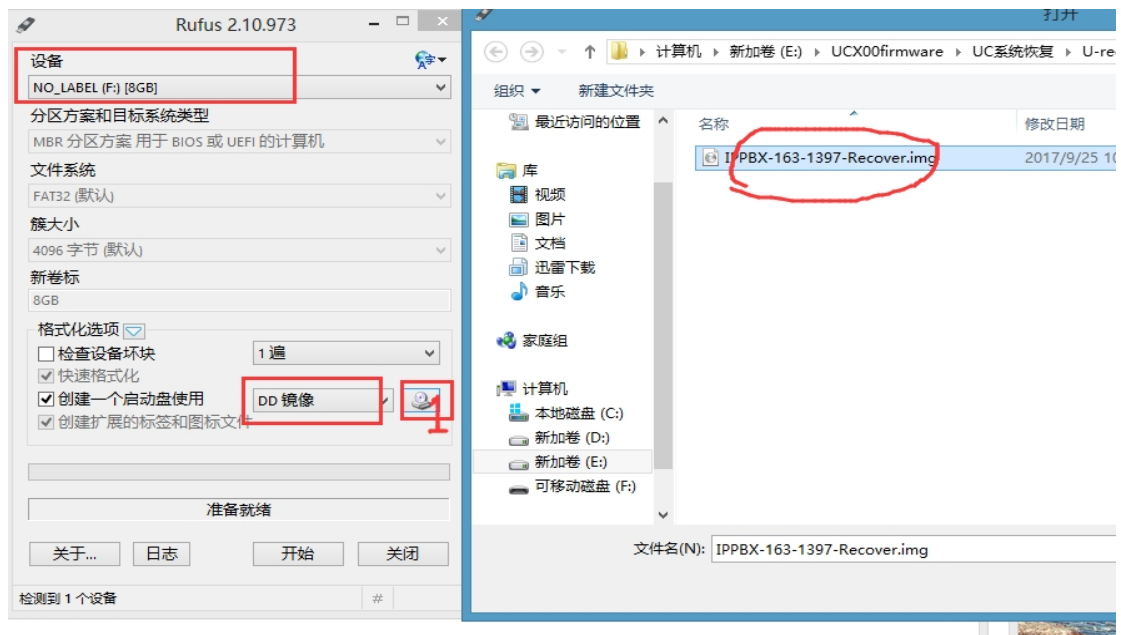 Rufus 2.10.973
设备
NO_LABEL (F:) [8GB]
分区方案和目标系统类型
MBR 分区方案 用于 BIOS 或 UEFI 的计算机
文件系统
FAT32 (默认)
簇大小
4096 字节 (默认)
新卷标
8GB
格式化选项
检查设备坏块
1 遍
快速格式化
创建一个启动盘使用
DD 镜像
1
创建扩展的标签和图标文件
准备就绪
关于...
日志
开始
关闭
检测到 1 个设备
#
打开
计算机
新加卷 (E:)
UCX00firmware
UC系统恢复
组织
新建文件夹
最近访问的位置
库
视频
图片
文档
迅雷下载
音乐
家庭组
计算机
本地磁盘 (C:)
新加卷 (D:)
新加卷 (E:)
可移动磁盘 (F:)
名称
修改日期
IPPBX-163-1397-Recover.img
2017/9/25
文件名(N):
IPPBX-163-1397-Recover.img